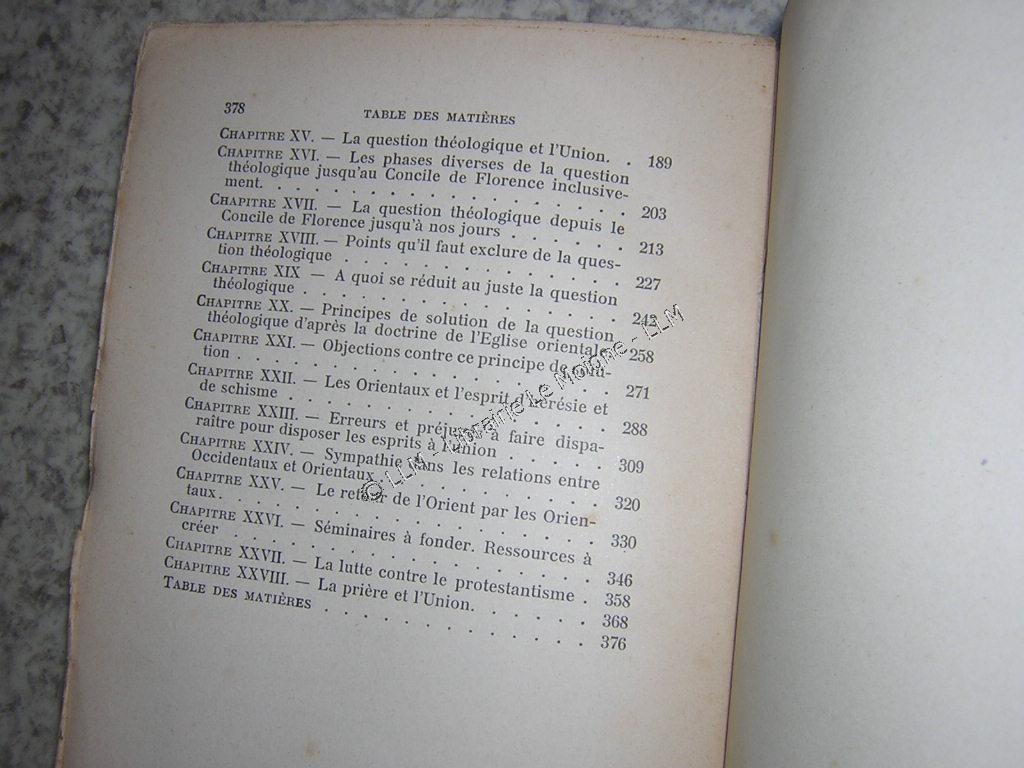 378 TABLE DES MATIÈRES
CHAPITRE XV. — La question théologique et l'Union. . 189
CHAPITRE XVI. — Les phases diverses de la question
théologique jusqu'au Concile de Florence inclusive-
ment. . . . . . . . . . . . 203
CHAPITRE XVII. — La question théologique depuis le
Concile de Florence jusqu'à nos jours . . . . . . 213
CHAPITRE XVIII. — Points qu'il faut exclure de la ques-
tion théologique . . . . . . . . . . . 227
CHAPITRE XIX — A quoi se réduit au juste la question
théologique . . . . . . . . . . . . 242
CHAPITRE XX. — Principes de solution de la question
théologique d'après la doctrine de l'Eglise orientale 258
CHAPITRE XXI. — Objections contre ce principe de solu-
tion . . . . . . . . . . . . . 271
CHAPITRE XXII. — Les Orientaux et l'esprit d'hérésie et
de schisme . . . . . . . . . . . . 288
CHAPITRE XXIII. — Erreurs et préjugés à faire dispa-
raître pour disposer les esprits à l'union . . . . . 309
CHAPITRE XXIV. — Sympathie dans les relations entre
Occidentaux et Orientaux . . . . . . . . . 320
CHAPITRE XXV. — Le retour de l'Orient par les Orien-
taux. . . . . . . . . . . . . . 330
CHAPITRE XXVI. — Séminaires à fonder. Ressources à
créer . . . . . . . . . . . . . 346
CHAPITRE XXVII. — La lutte contre le protestantisme . 358
CHAPITRE XXVIII. — La prière et l'Union. . . . . . 368
TABLE DES MATIÈRES . . . . . . . . . . 376
© LLM - Librairie Le Moione - LLM